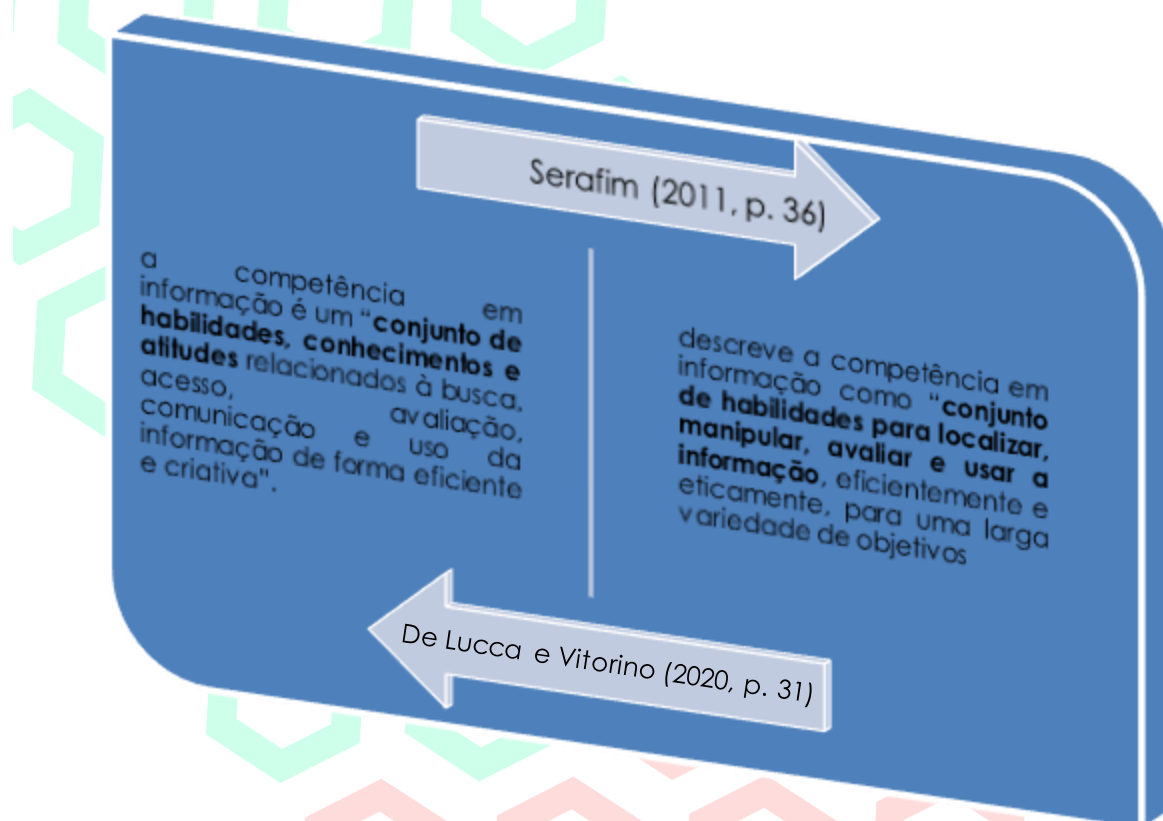 Serafim (2011, p. 36)
a competência em
informação é um “conjunto de
habilidades, conhecimentos e
atitudes relacionados à busca,
acesso, avaliação,
comunicação e uso da
informação de forma eficiente
e criativa".
descreve a competência em
informação como “conjunto
de habilidades para localizar,
manipular, avaliar e usar a
informação, eficientemente e
eticamente, para uma larga
variedade de objetivos
De Lucca e Vitorino (2020, p. 31)